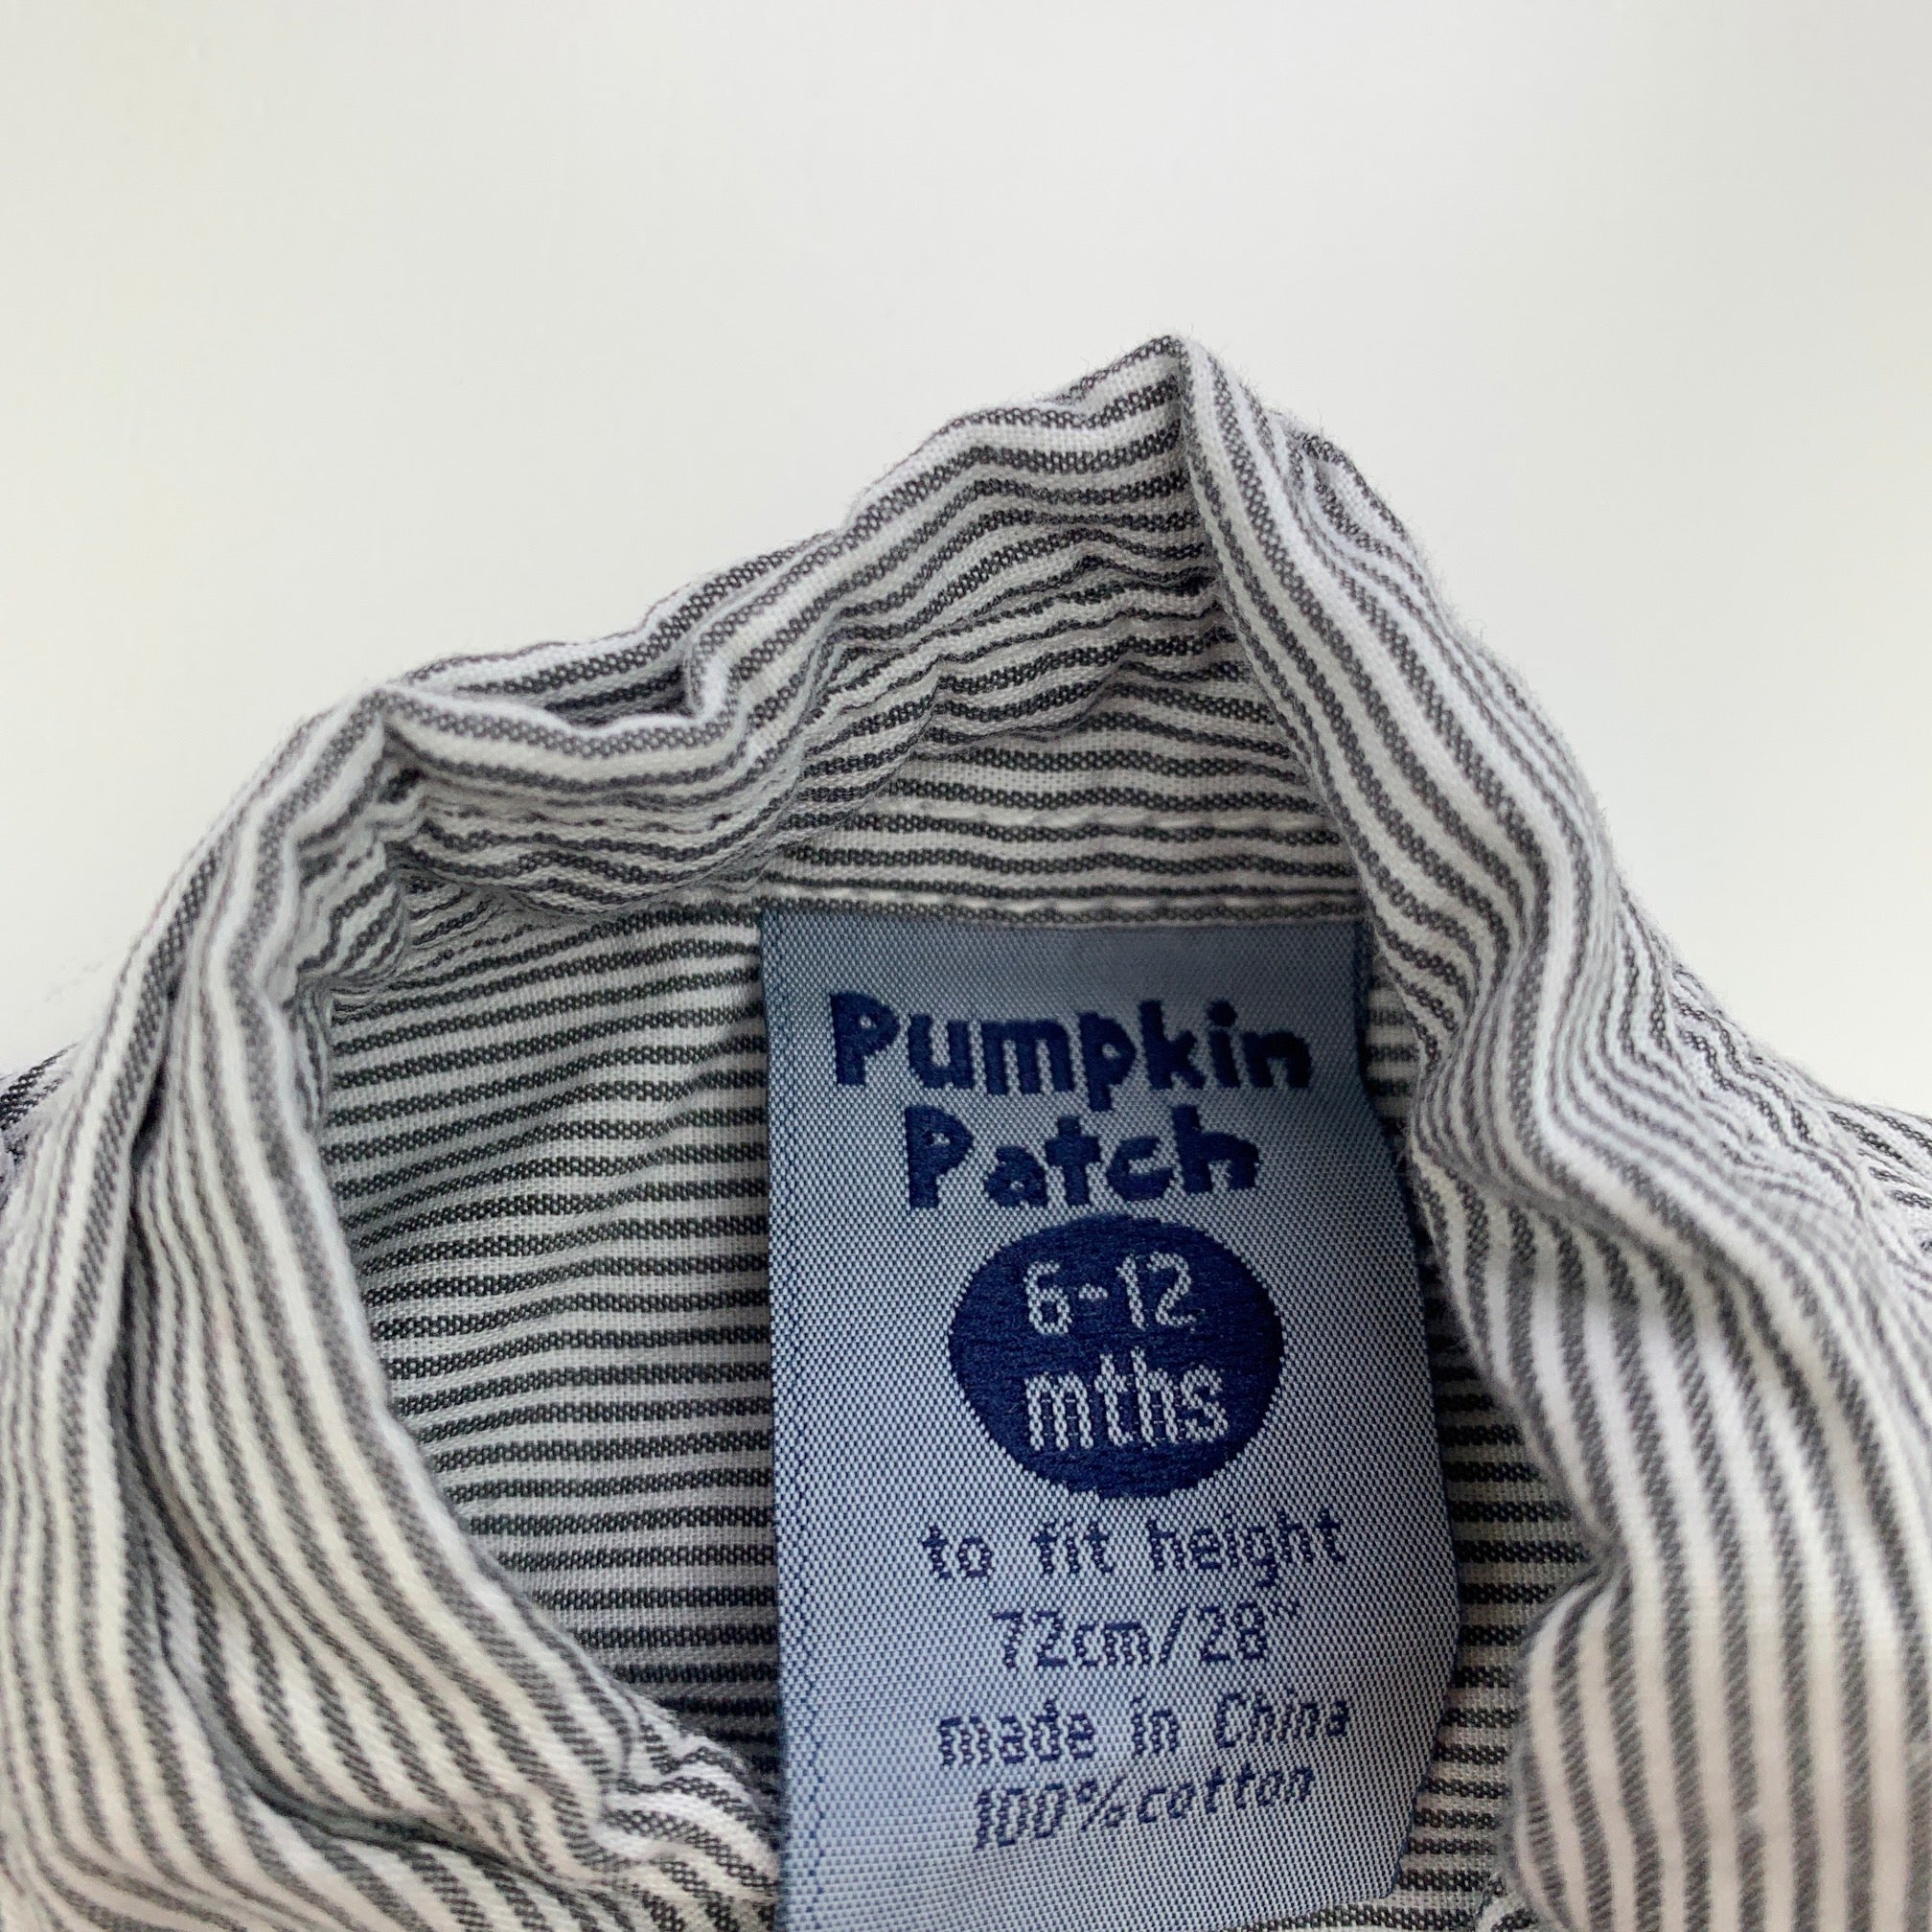 Pumpkin
Patch
6-12
mths
to fit height
72cm/28"
made in China
100% cotton